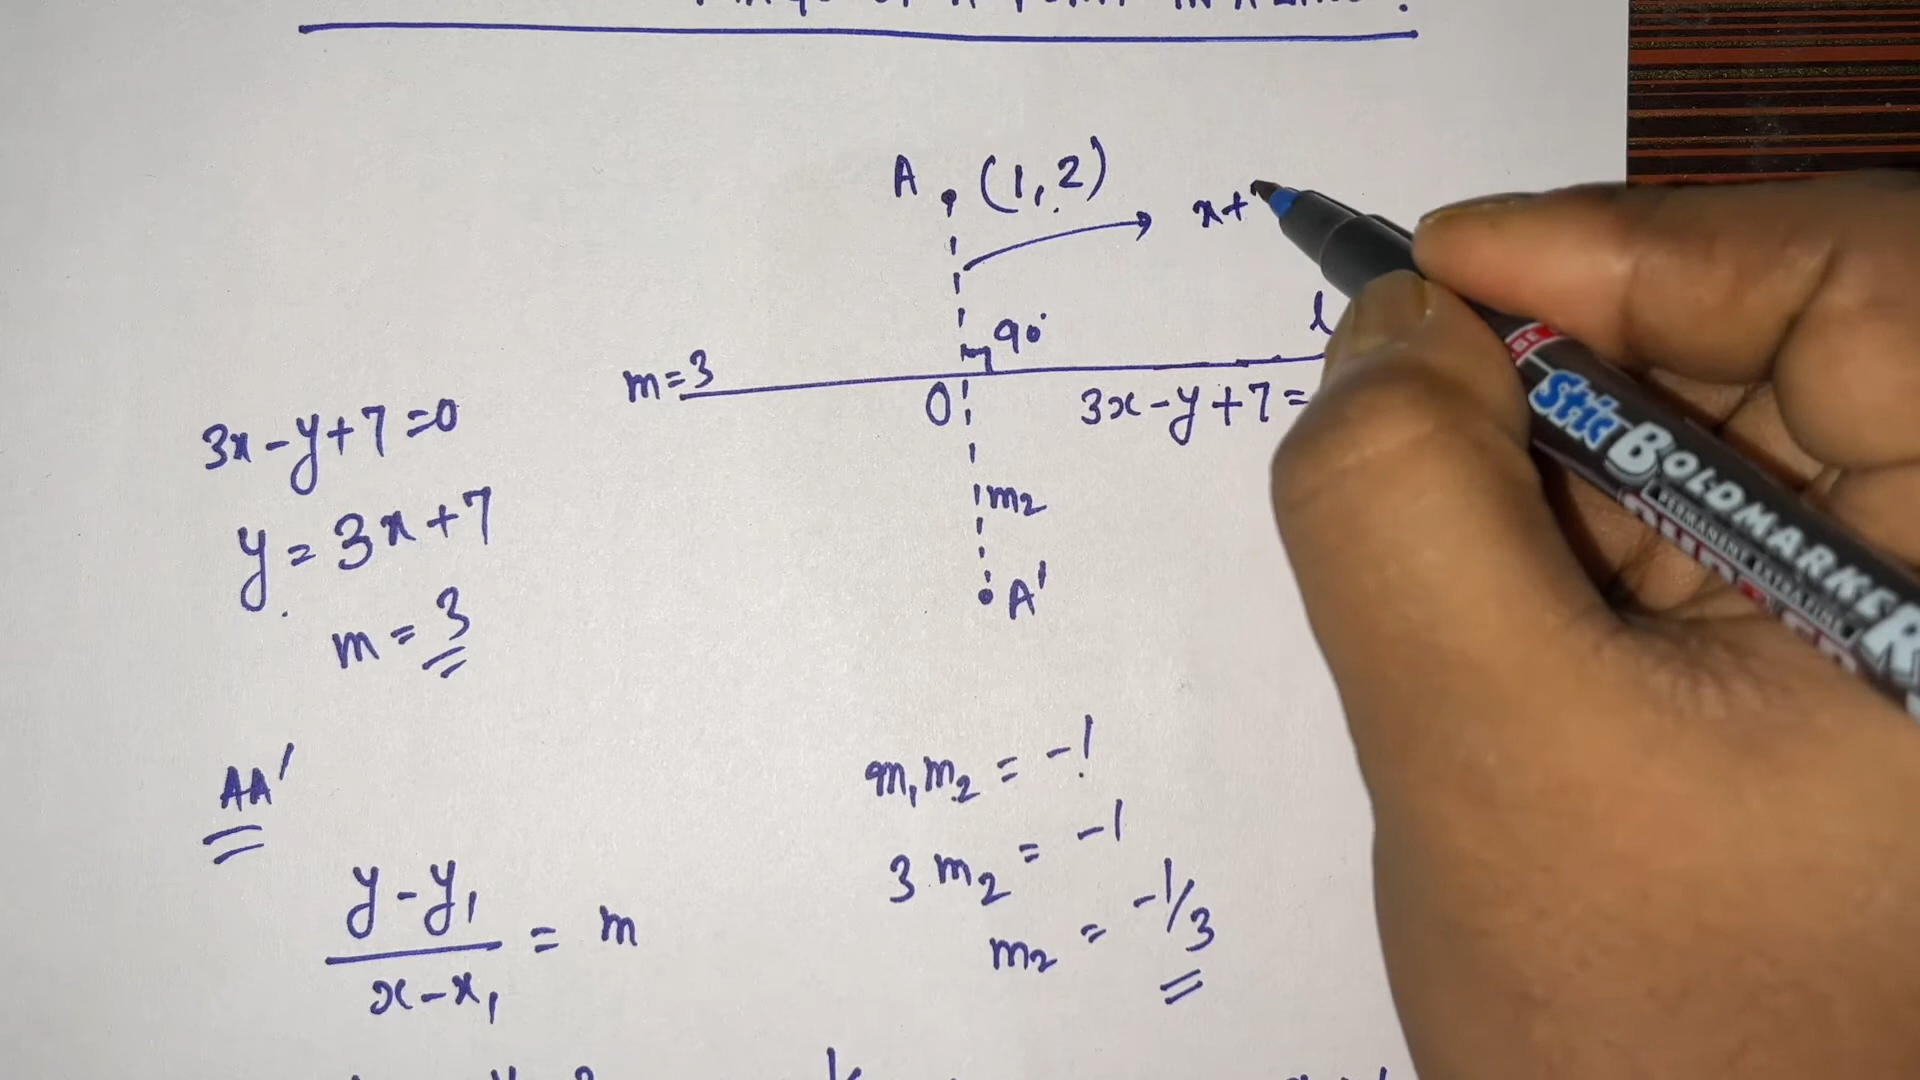 A (1, 2)
x+
90°
l
m=3
O
3x-y+7=
3x-y+7=0
y = 3x+7
m2
m = 3
A'
AA'
m1m2 = -1
3m2 = -1
m2 = -1/3
y-y1
= m
x-x1
Stic BOLDMARKER
PERMANENT